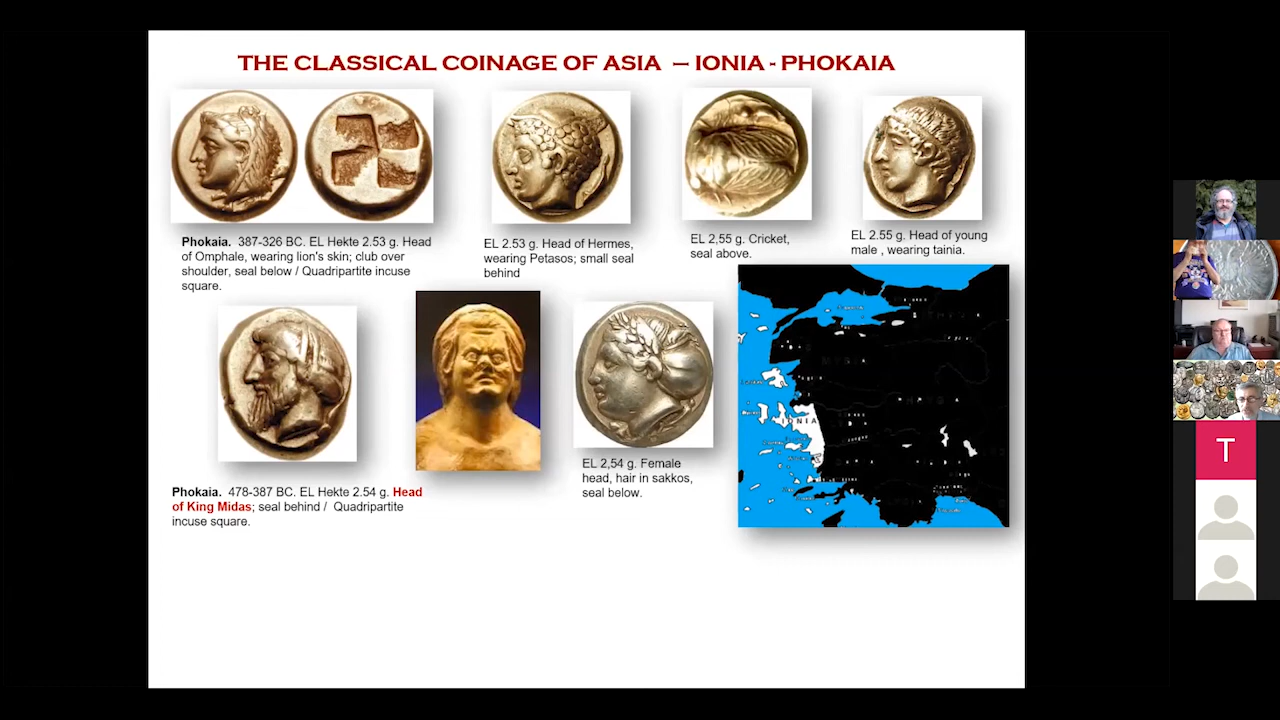 THE CLASSICAL COINAGE OF ASIA – IONIA - PHOKAIA
Phokaia. 387-326 BC. EL Hekte 2.53 g. Head
of Omphale, wearing lion's skin; club over
shoulder, seal below / Quadripartite incuse
square.
EL 2.53 g. Head of Hermes,
wearing Petasos; small seal
behind
EL 2,55 g. Cricket,
seal above.
EL 2.55 g. Head of young
male , wearing tainia.
Phokaia. 478-387 BC. EL Hekte 2.54 g. Head
of King Midas; seal behind / Quadripartite
incuse square.
EL 2,54 g. Female
head, hair in sakkos,
seal below.
IONIA
T